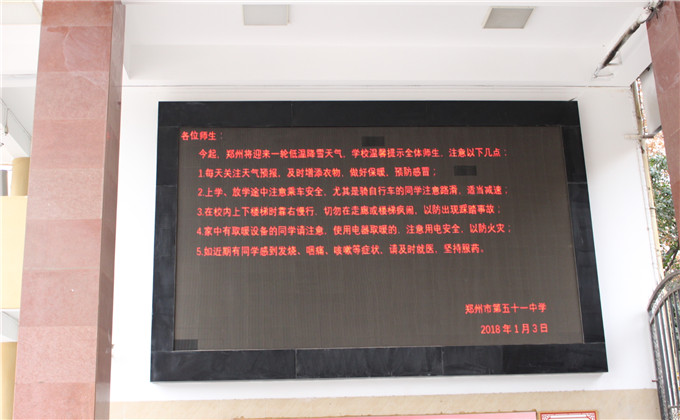 各位师生：
今起，郑州将迎来一轮低温降雪天气，学校温馨提示全体师生，注意以下几点：
1.每天关注天气预报，及时增添衣物，做好保暖，预防感冒；
2.上学、放学途中注意乘车安全，尤其是骑自行车的同学注意路滑，适当减速；
3.在校内上下楼梯时靠右慢行，切勿在走廊或楼梯疯闹，以防出现踩踏事故；
4.家中有取暖设备的同学请注意，使用电器取暖的，注意用电安全，以防火灾；
5.如近期有同学感到发烧、咽痛、咳嗽等症状，请及时就医，坚持服药。
郑州市第五十一中学
2018年1月3日